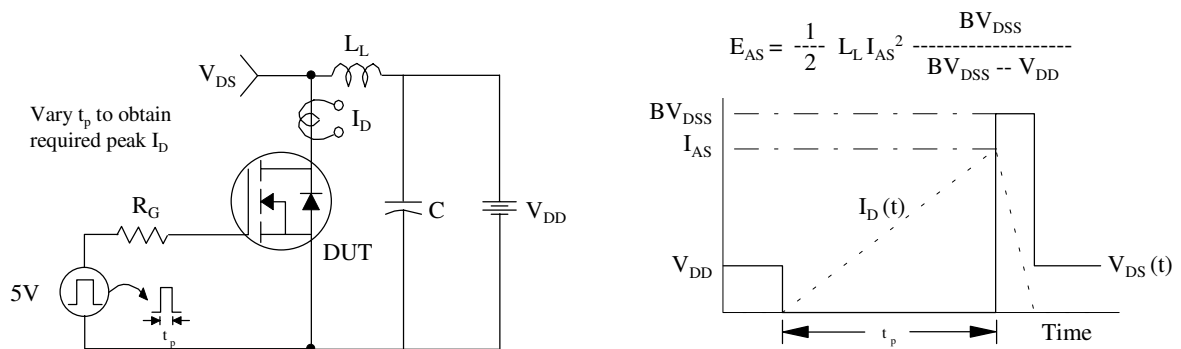 L_L
V_DS
Vary t_p to obtain
required peak I_D
I_D
R_G
C
V_DD
DUT
5V
t_p
E_AS = 1/2 L_L I_AS^2 BV_DSS / BV_DSS -- V_DD
BV_DSS
I_AS
I_D (t)
V_DD
V_DS (t)
t_p
Time